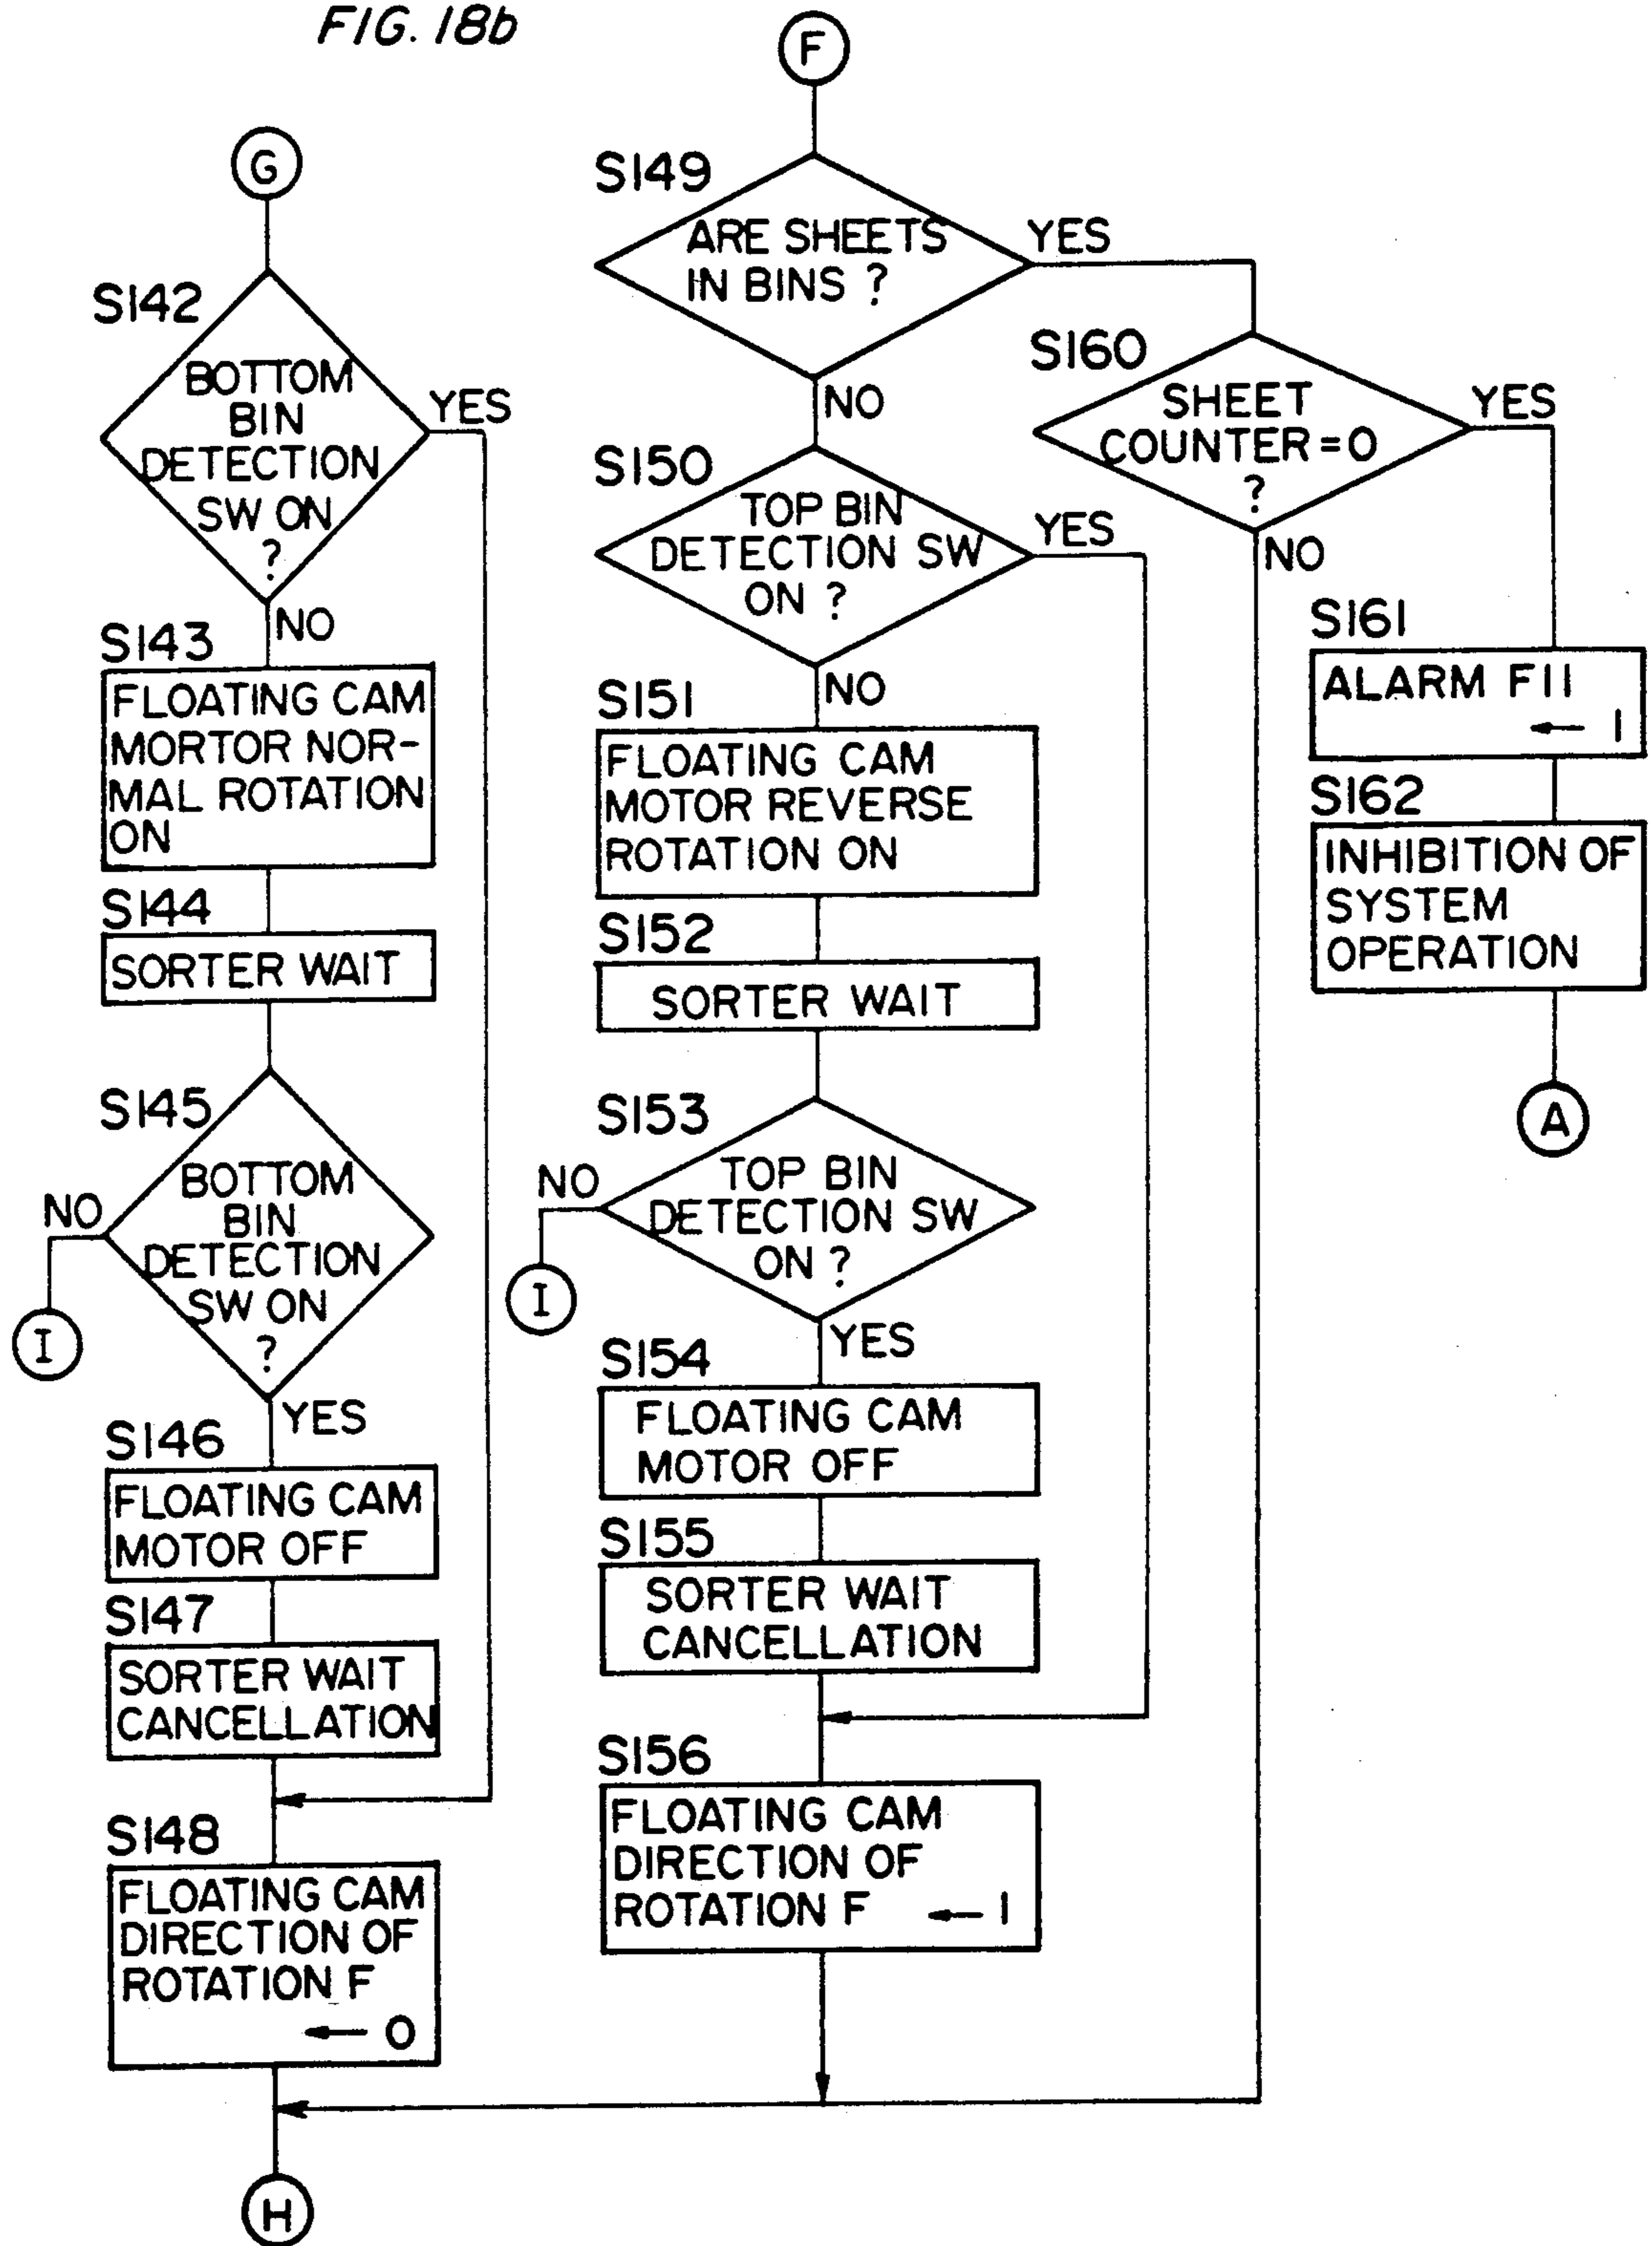 FIG. 18b
G
S142
BOTTOM
BIN
DETECTION
SW ON
?
YES
NO
S143
FLOATING CAM
MORTOR NOR-
MAL ROTATION
ON
S144
SORTER WAIT
S145
BOTTOM
BIN
DETECTION
SW ON
?
NO
I
YES
S146
FLOATING CAM
MOTOR OFF
S147
SORTER WAIT
CANCELLATION
S148
FLOATING CAM
DIRECTION OF
ROTATION F
← 0
H
F
S149
ARE SHEETS
IN BINS ?
YES
NO
S150
TOP BIN
DETECTION SW
ON ?
YES
NO
S151
FLOATING CAM
MOTOR REVERSE
ROTATION ON
S152
SORTER WAIT
S153
TOP BIN
DETECTION SW
ON ?
NO
I
YES
S154
FLOATING CAM
MOTOR OFF
S155
SORTER WAIT
CANCELLATION
S156
FLOATING CAM
DIRECTION OF
ROTATION F ← 1
S160
SHEET
COUNTER = 0
?
YES
NO
S161
ALARM F11
← 1
S162
INHIBITION OF
SYSTEM
OPERATION
A